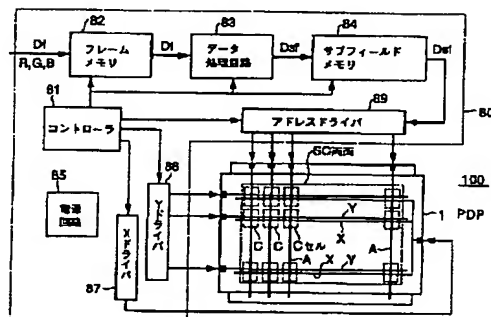 82
83
84
Df
R,G,B
フレーム
メモリ
Df
データ
処理回路
Dsf
サブフィールド
メモリ
Dsf
81
コントローラ
89
アドレスドライバ
80
88
SC画面
100
85
電源
回路
Yドライバ
Y
X
1
PDP
C
C
Cセル
A
A
X
Y
Xドライバ
87